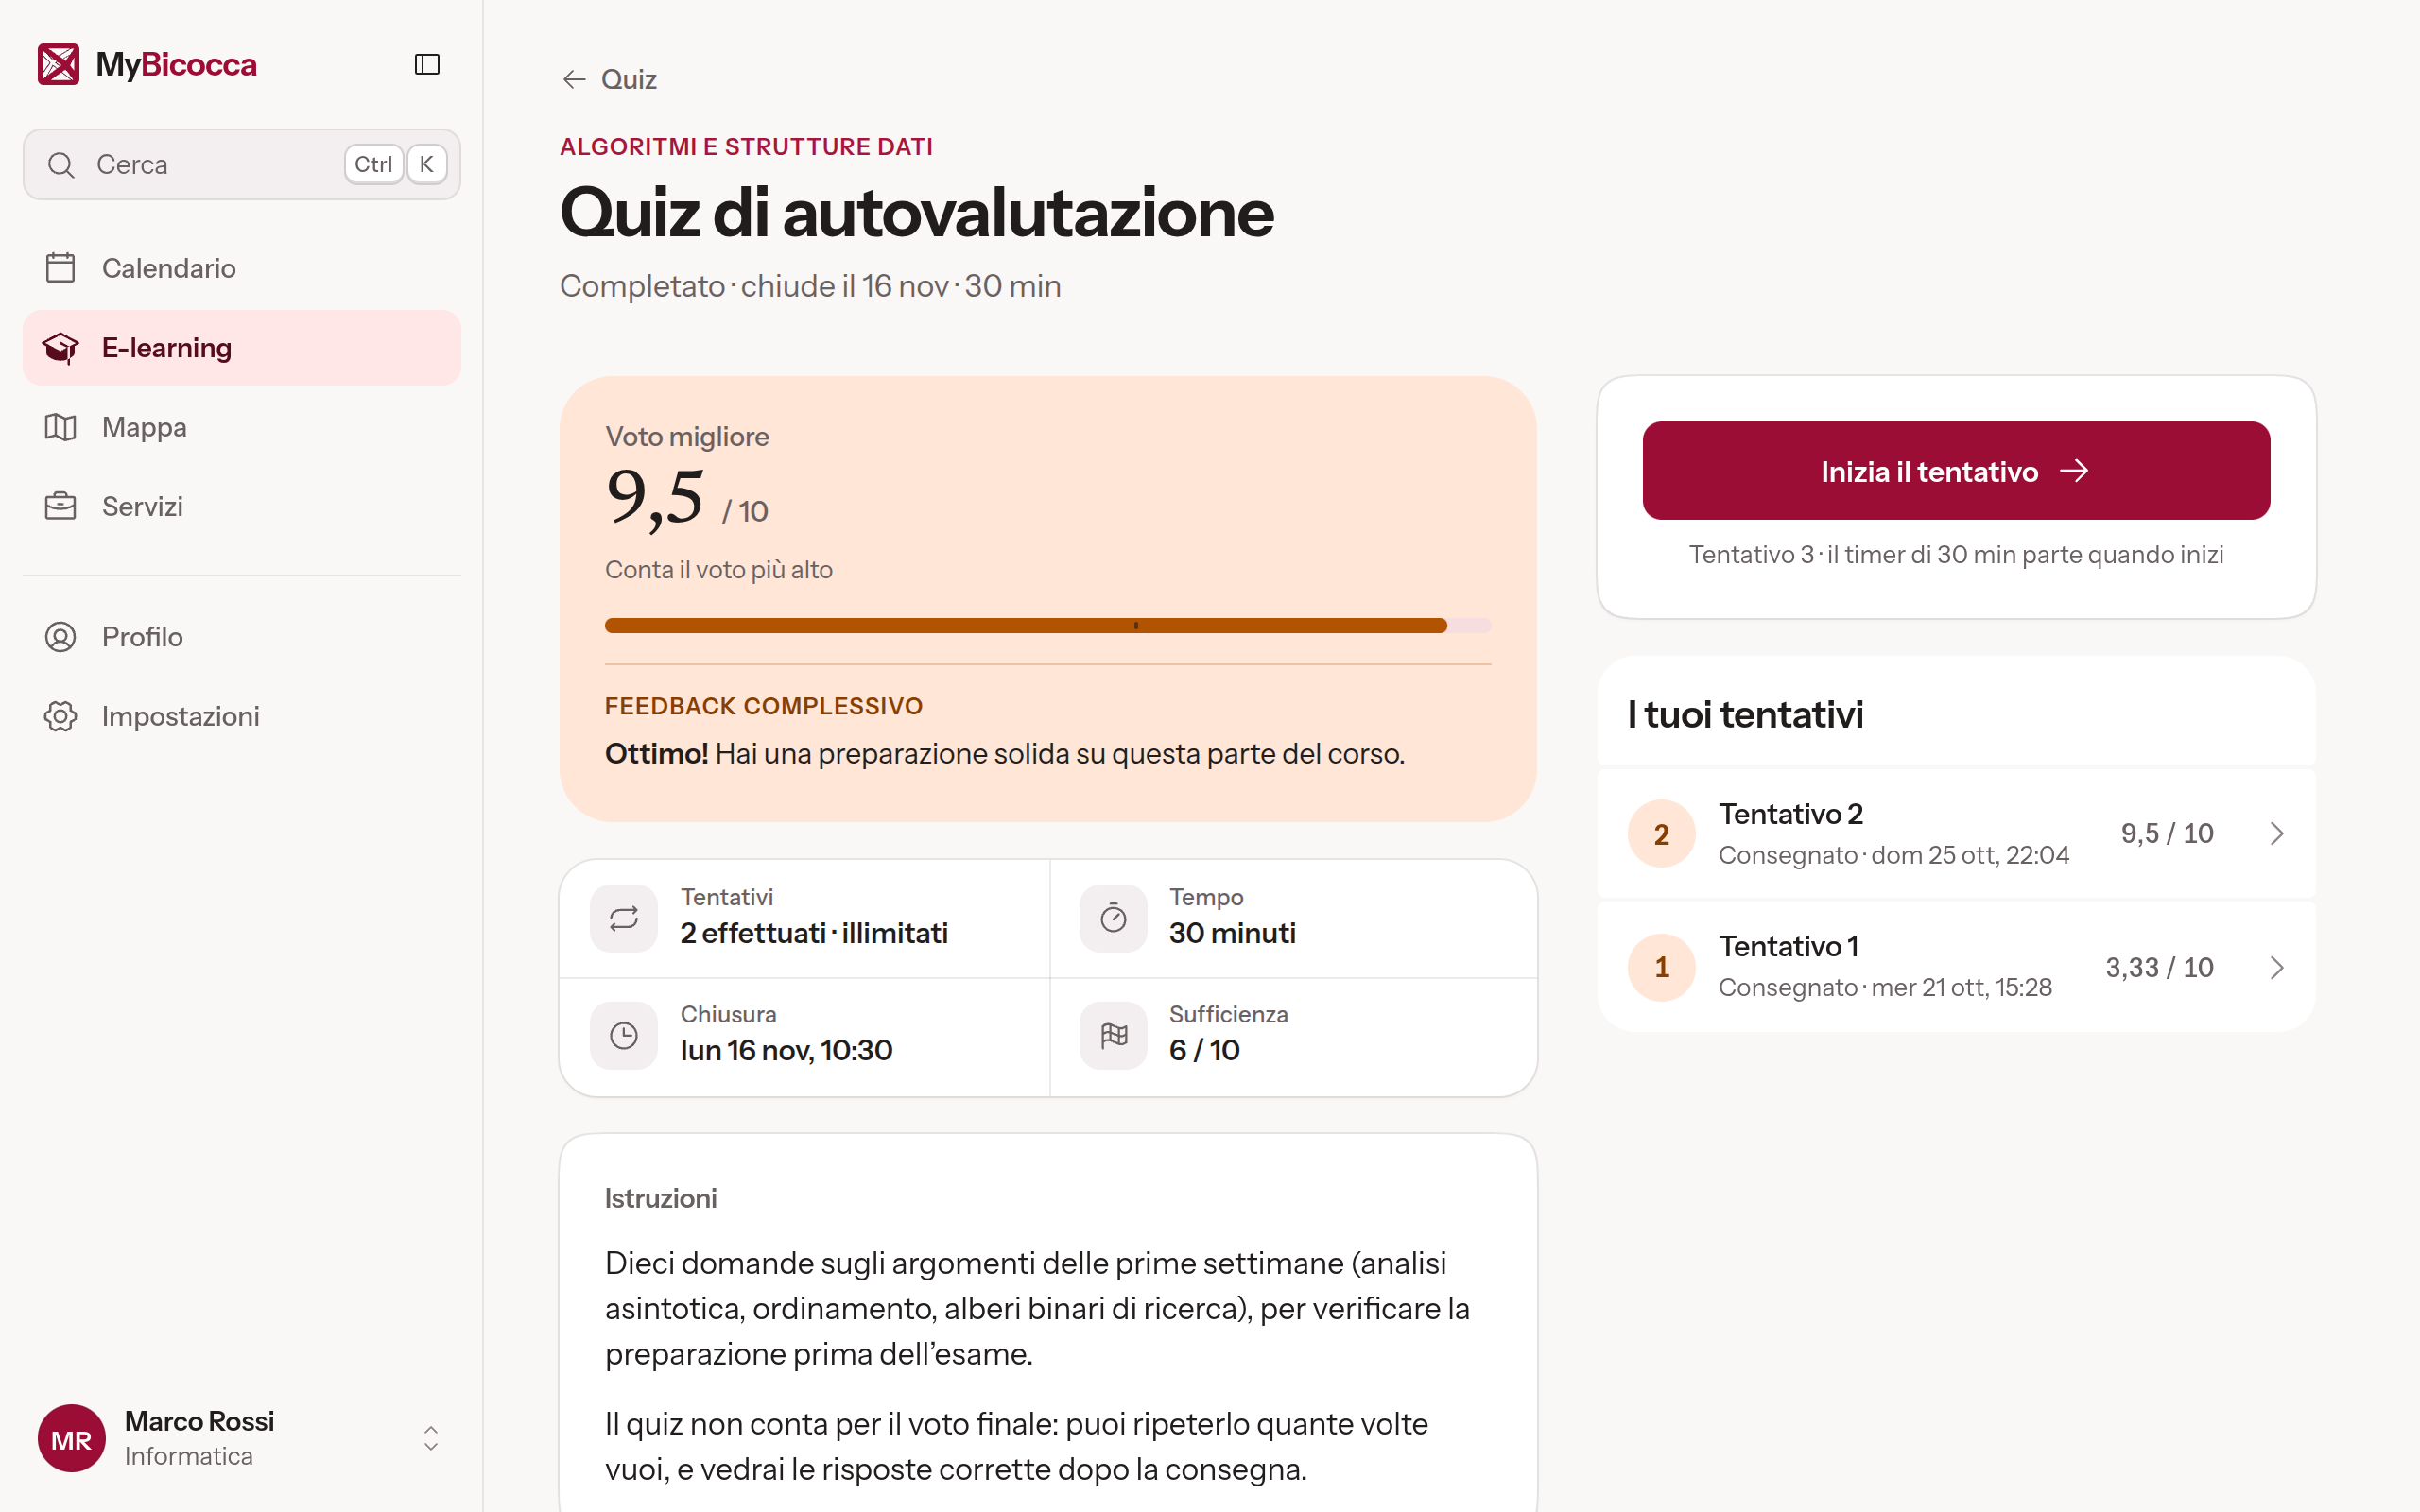 MyBicocca
Cerca
Ctrl K
Calendario
E-learning
Mappa
Servizi
Profilo
Impostazioni
MR
Marco Rossi
Informatica
Quiz
ALGORITMI E STRUTTURE DATI
Quiz di autovalutazione
Completato · chiude il 16 nov · 30 min
Voto migliore
9,5 / 10
Conta il voto più alto
FEEDBACK COMPLESSIVO
Ottimo! Hai una preparazione solida su questa parte del corso.
Tentativi
2 effettuati · illimitati
Tempo
30 minuti
Chiusura
lun 16 nov, 10:30
Sufficienza
6 / 10
Istruzioni
Dieci domande sugli argomenti delle prime settimane (analisi
asintotica, ordinamento, alberi binari di ricerca), per verificare la
preparazione prima dell’esame.
Il quiz non conta per il voto finale: puoi ripeterlo quante volte
vuoi, e vedrai le risposte corrette dopo la consegna.
Inizia il tentativo
Tentativo 3 · il timer di 30 min parte quando inizi
I tuoi tentativi
2
Tentativo 2
Consegnato · dom 25 ott, 22:04
9,5 / 10
1
Tentativo 1
Consegnato · mer 21 ott, 15:28
3,33 / 10